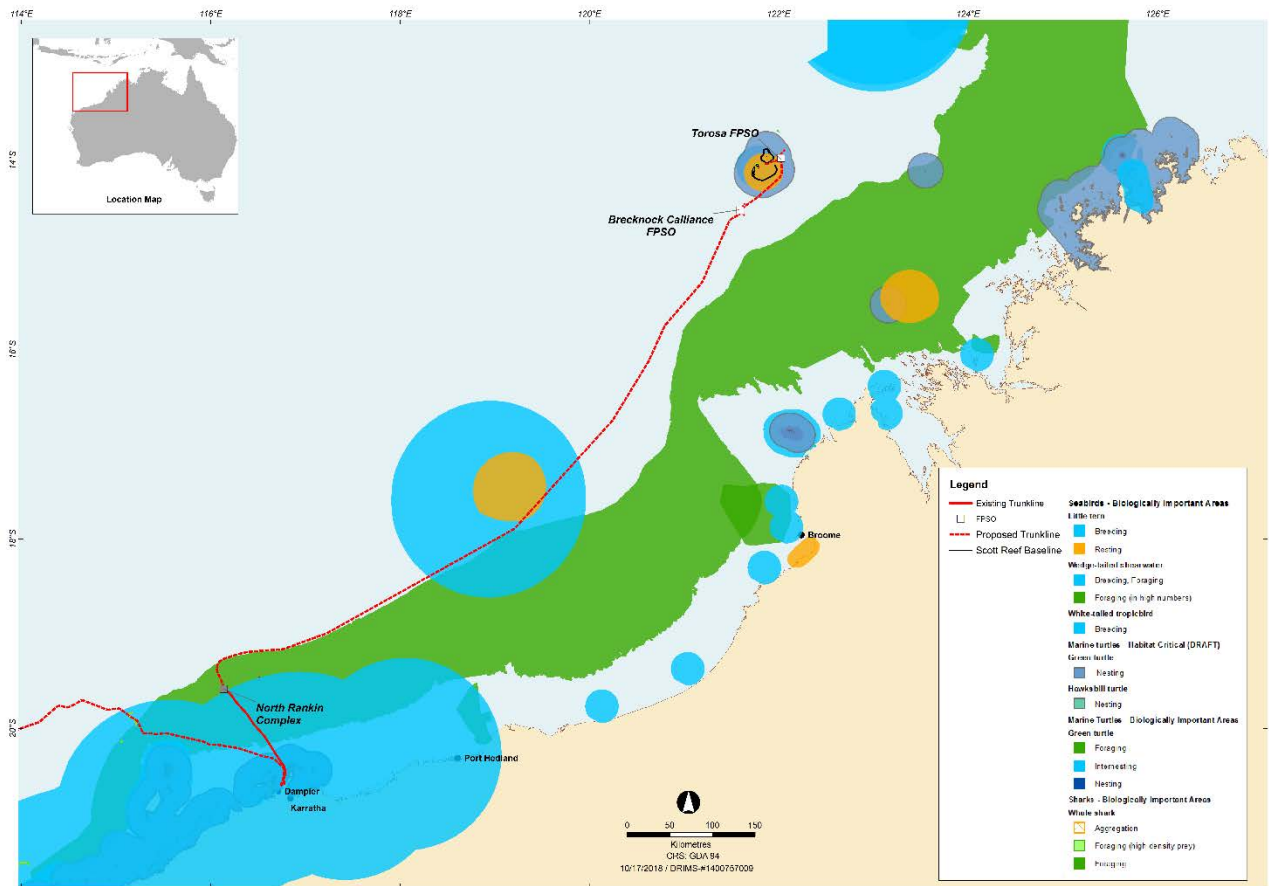 114°E 116°E 118°E 120°E 122°E 124°E 126°E
Location Map
14°S
16°S
18°S
20°S
Torosa FPSO
Brecknock Calliance
FPSO
Broome
North Rankin
Complex
Port Hedland
Dampier
Karratha
0 50 100 150
Kilometres
CRS: GDA 94
10/17/2018 / DRIMS-#1400757009
Legend
Existing Trunkline
FPSO
Proposed Trunkline
Scott Reef Baseline
Seabirds - Biologically Important Areas
Little tern
Breeding
Resting
Wedge-tailed shearwater
Breeding, Foraging
Foraging (in high numbers)
White-tailed tropicbird
Breeding
Marine turtles - Habitat Critical (DRAFT)
Green turtle
Nesting
Hawksbill turtle
Nesting
Marine Turtles - Biologically Important Areas
Green turtle
Foraging
Internesting
Nesting
Sharks - Biologically Important Areas
Whale shark
Aggregation
Foraging (high density prey)
Foraging